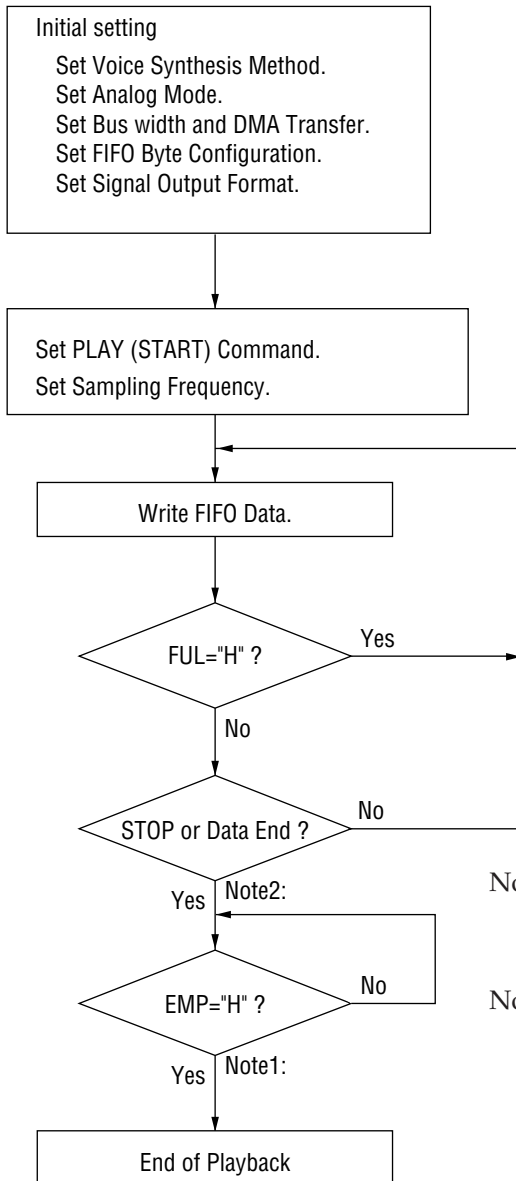 Initial setting
Set Voice Synthesis Method.
Set Analog Mode.
Set Bus width and DMA Transfer.
Set FIFO Byte Configuration.
Set Signal Output Format.
Set PLAY (START) Command.
Set Sampling Frequency.
Write FIFO Data.
FUL="H" ?
Yes
No
STOP or Data End ?
No
Yes
Note2:
EMP="H" ?
No
Yes
Note1:
End of Playback